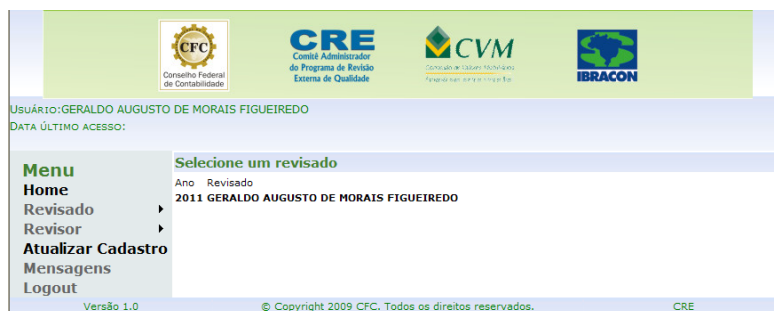 CFC
Conselho Federal
de Contabilidade
CRE
Comitê Administrador
do Programa de Revisão
Externa de Qualidade
CVM
IBRACON
USUÁRIO:GERALDO AUGUSTO DE MORAIS FIGUEIREDO
DATA ÚLTIMO ACESSO:
Menu
Home
Revisado
Revisor
Atualizar Cadastro
Mensagens
Logout
Selecione um revisado
Ano Revisado
2011 GERALDO AUGUSTO DE MORAIS FIGUEIREDO
Versão 1.0 © Copyright 2009 CFC. Todos os direitos reservados. CRE